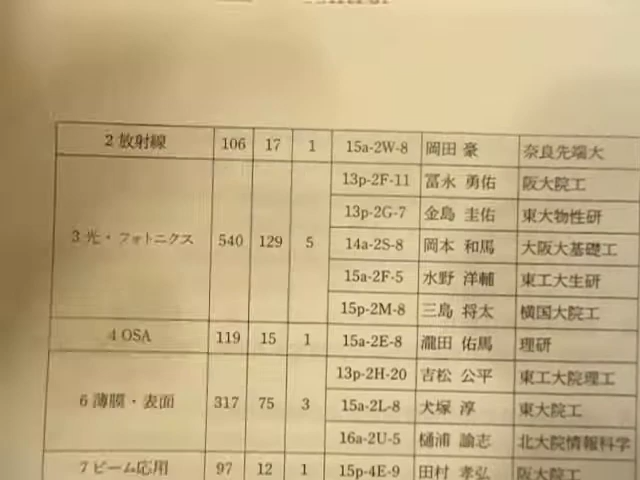 2 放射線 106 17 1 15a-2W-8 岡田 豪 奈良先端大
13p-2F-11 冨永 勇佑 阪大院工
13p-2G-7 金島 圭佑 東大物性研
3 光・フォトニクス 540 129 5 14a-2S-8 岡本 和馬 大阪大基礎工
15a-2F-5 水野 洋輔 東工大生研
15p-2M-8 三島 将太 横国大院工
4 OSA 119 15 1 15a-2E-8 瀧田 佑馬 理研
13p-2H-20 吉松 公平 東工大院理工
6 薄膜・表面 317 75 3 15a-2L-8 犬塚 淳 東大院工
16a-2U-5 樋浦 諭志 北大院情報科学
7 ビーム応用 97 12 1 15p-4E-9 田村 孝弘 阪大院工